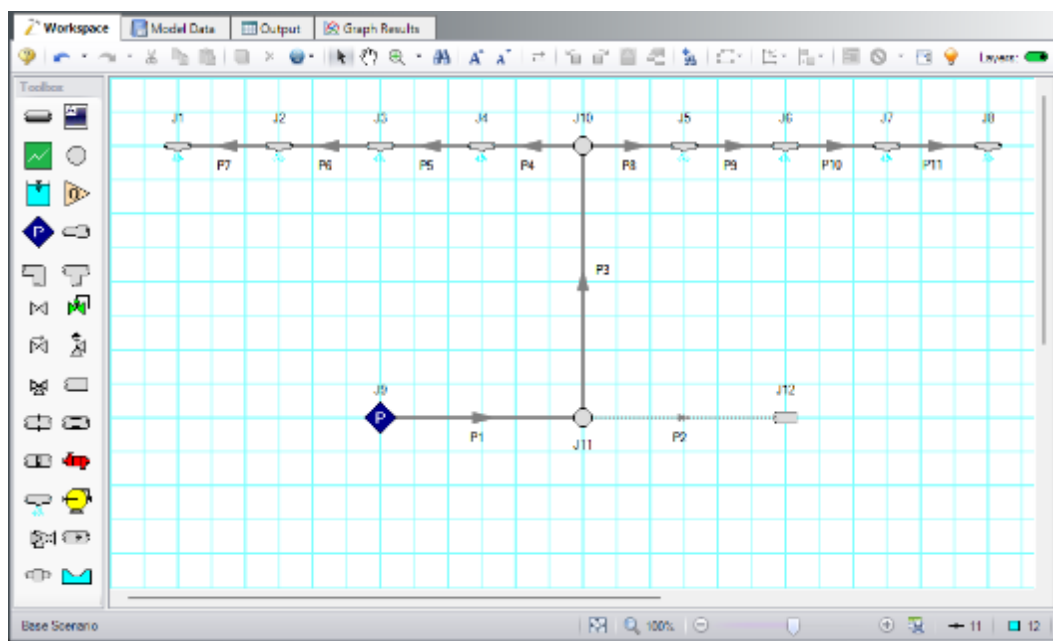 Workspace Model Data Output Graph Results
Layers:
Toolbox
J1 J2 J3 J4 J10 J5 J6 J7 J8
P7 P6 P5 P4 P8 P9 P10 P11
P3
J9 J12
P
P1 P2
J11
Base Scenario 100% 11 12